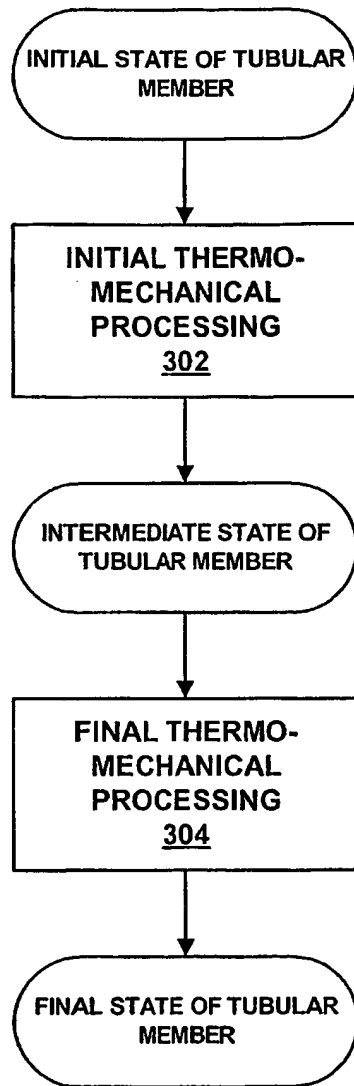 INITIAL STATE OF TUBULAR
MEMBER
INITIAL THERMO-
MECHANICAL
PROCESSING
302
INTERMEDIATE STATE OF
TUBULAR MEMBER
FINAL THERMO-
MECHANICAL
PROCESSING
304
FINAL STATE OF TUBULAR
MEMBER